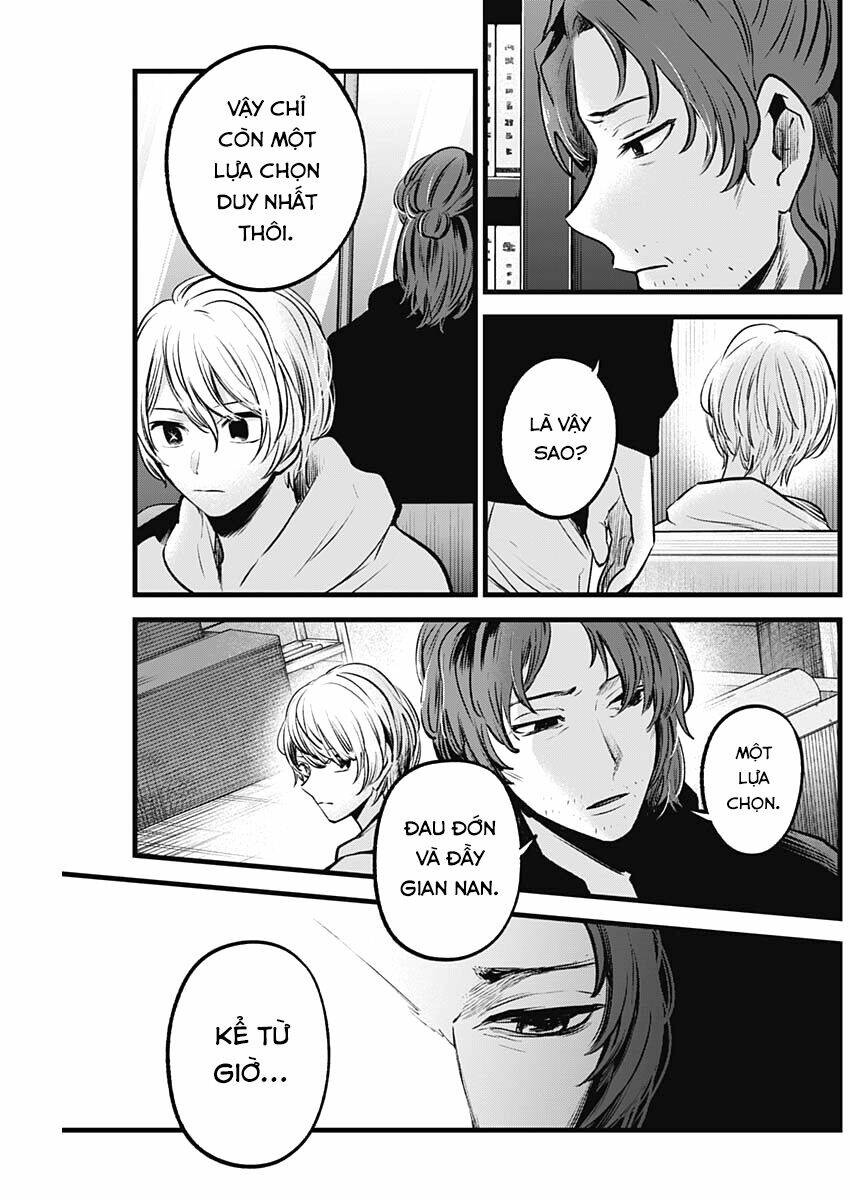 LÀ VẬY
SAO?
VẬY CHỈ
CÒN MỘT
LỰA CHỌN
DUY NHẤT
THÔI.
MỘT
LỰA
CHỌN.
ĐAU ĐỚN
VÀ ĐẦY
GIAN NAN.
KỂ TỪ
GIỜ...